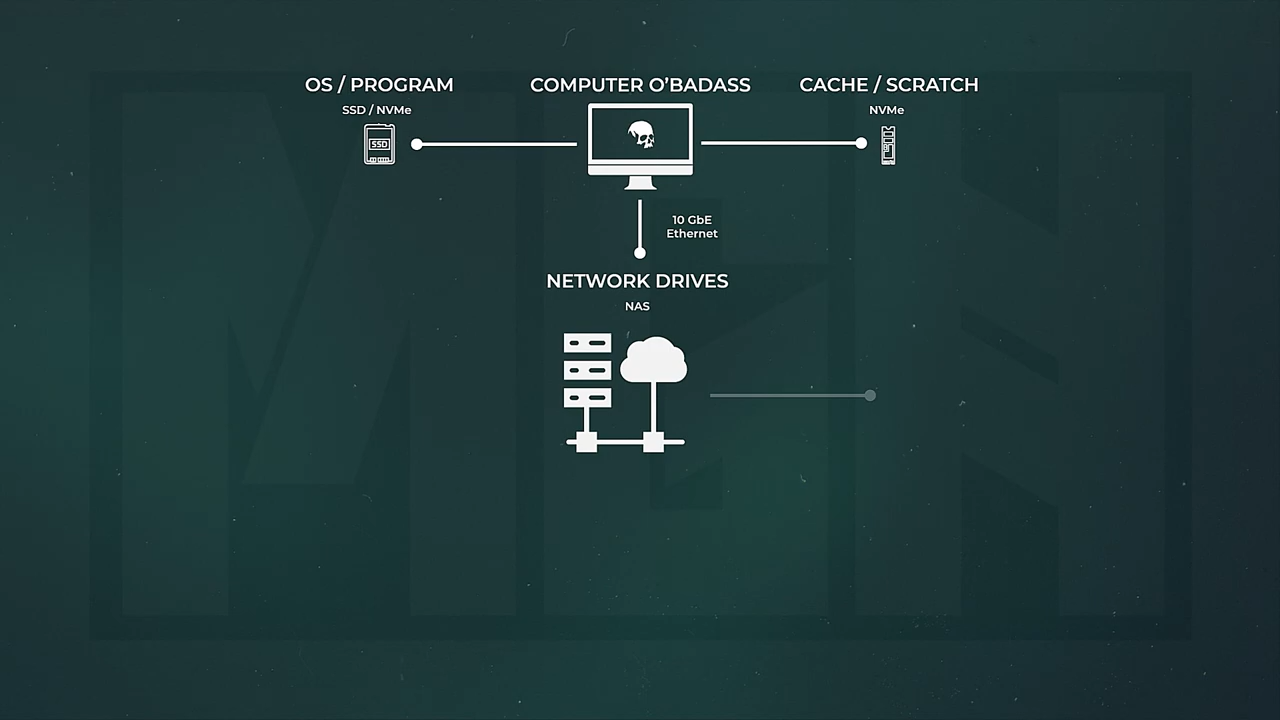 OS / PROGRAM
SSD / NVMe
SSD
COMPUTER O'BADASS
CACHE / SCRATCH
NVMe
10 GbE
Ethernet
NETWORK DRIVES
NAS